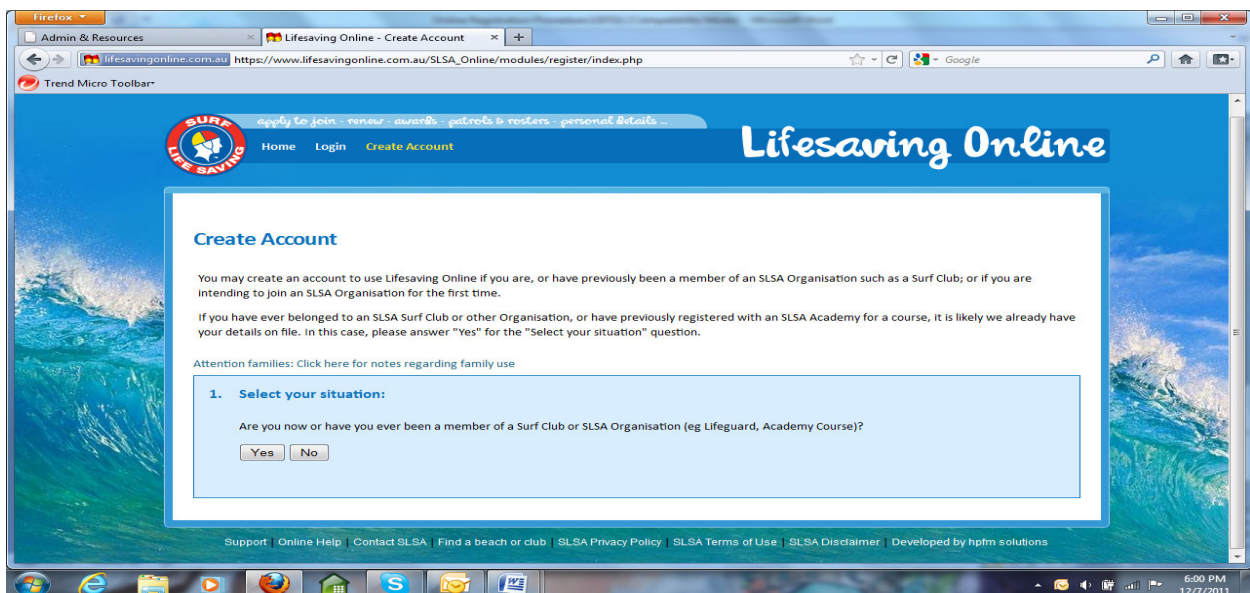 Firefox
Admin & Resources
Lifesaving Online - Create Account
lifesavingonline.com.au https://www.lifesavingonline.com.au/SLSA_Online/modules/register/index.php
Google
Trend Micro Toolbar
SURF LIFE SAVING
apply to join - renew - awards - patrols & rosters - personal details ...
Home Login Create Account
Lifesaving Online
Create Account
You may create an account to use Lifesaving Online if you are, or have previously been a member of an SLSA Organisation such as a Surf Club; or if you are
intending to join an SLSA Organisation for the first time.
If you have ever belonged to an SLSA Surf Club or other Organisation, or have previously registered with an SLSA Academy for a course, it is likely we already have
your details on file. In this case, please answer "Yes" for the "Select your situation" question.
Attention families: Click here for notes regarding family use
1. Select your situation:
Are you now or have you ever been a member of a Surf Club or SLSA Organisation (eg Lifeguard, Academy Course)?
Yes No
Support | Online Help | Contact SLSA | Find a beach or club | SLSA Privacy Policy | SLSA Terms of Use | SLSA Disclaimer | Developed by hpfm solutions
6:00 PM
12/7/2011